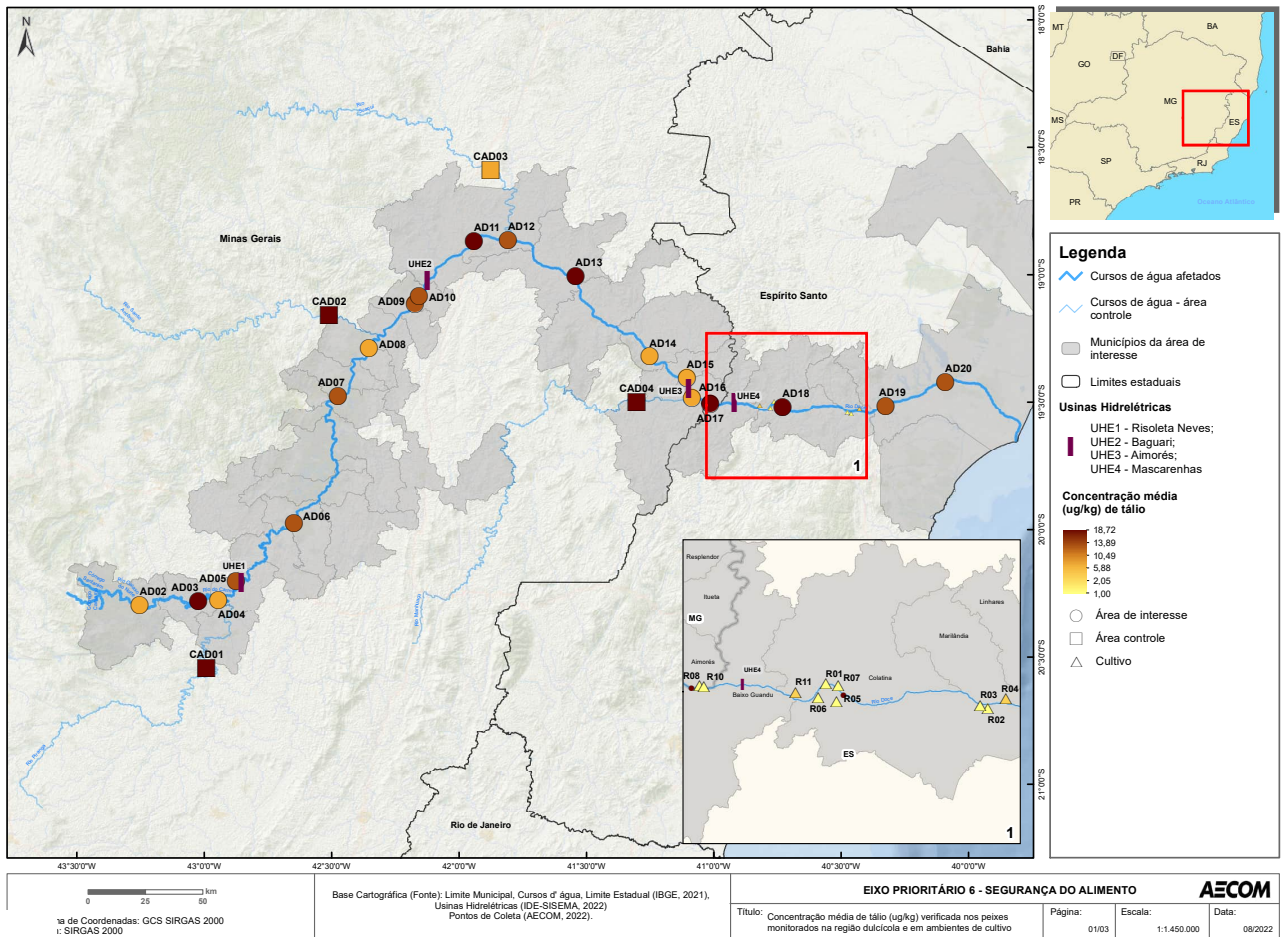 N
Bahia
Minas Gerais
Espírito Santo
Rio de Janeiro
CAD03
AD11
AD12
UHE2
AD13
CAD02
AD09
AD10
AD08
AD14
AD15
AD07
CAD04
UHE3
AD16
UHE4
AD18
AD20
AD19
AD17
1
AD06
UHE1
AD05
AD02
AD03
AD04
CAD01
Rio Manhuaçu
Rio Piranga
Resplendor
Itueta
MG
Linhares
Marilândia
Aimorés
UHE4
R08
R10
Baixo Guandu
R11
R01
R07
Colatina
R06
R05
Rio Doce
R03
R04
R02
ES
1
43°30'0"W
43°0'0"W
42°30'0"W
42°0'0"W
41°30'0"W
41°0'0"W
40°30'0"W
40°0'0"W
18°0'0"S
18°30'0"S
19°0'0"S
19°30'0"S
20°0'0"S
20°30'0"S
21°0'0"S
MT
BA
DF
GO
MG
ES
MS
SP
RJ
PR
Oceano Atlântico
Legenda
Cursos de água afetados
Cursos de água - área
controle
Municípios da área de
interesse
Limites estaduais
Usinas Hidrelétricas
UHE1 - Risoleta Neves;
UHE2 - Baguari;
UHE3 - Aimorés;
UHE4 - Mascarenhas
Concentração média
(ug/kg) de tálio
18,72
13,89
10,49
5,88
2,05
1,00
Área de interesse
Área controle
Cultivo
km
0 25 50
de Coordenadas: GCS SIRGAS 2000
: SIRGAS 2000
Base Cartográfica (Fonte): Limite Municipal, Cursos d' água, Limite Estadual (IBGE, 2021),
Usinas Hidrelétricas (IDE-SISEMA, 2022)
Pontos de Coleta (AECOM, 2022).
EIXO PRIORITÁRIO 6 - SEGURANÇA DO ALIMENTO
AECOM
Título: Concentração média de tálio (ug/kg) verificada nos peixes
monitorados na região dulcícola e em ambientes de cultivo
Página:
01/03
Escala:
1:1.450.000
Data:
08/2022